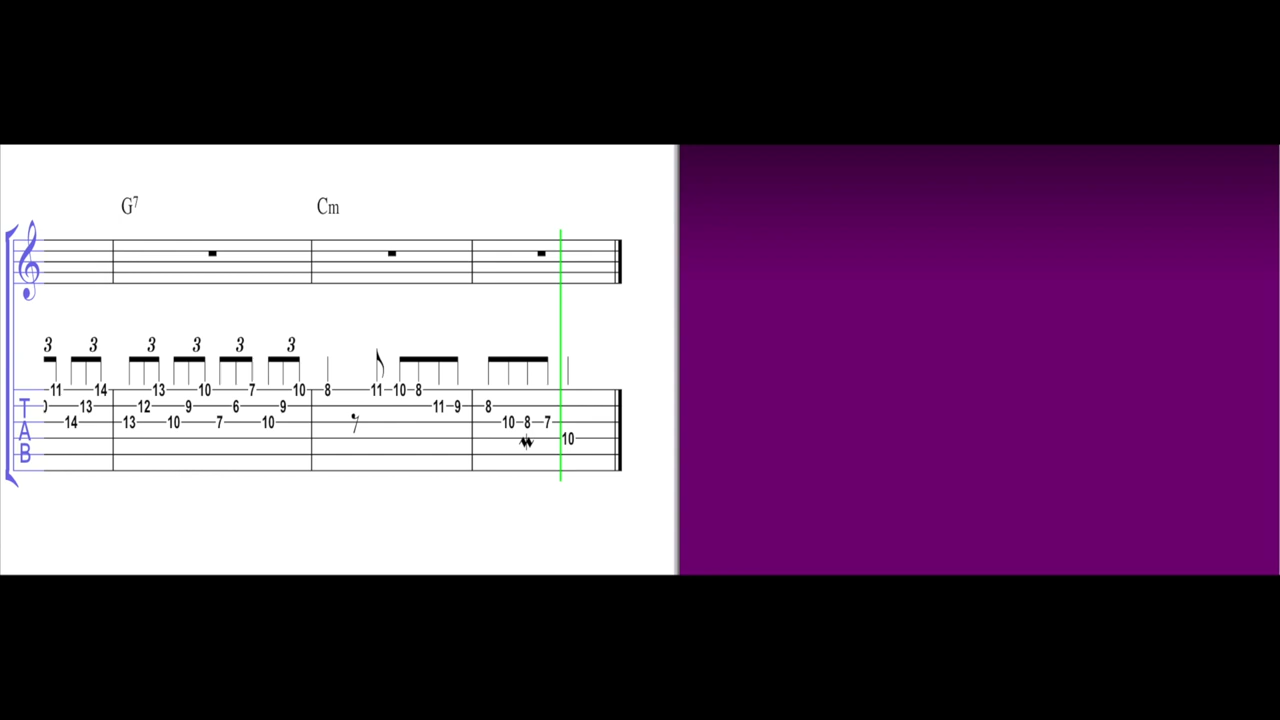 G7 Cm
3 3 3 3 3 3
11 14 13 10 7 10 8 11 10 8
T 13 12 9 6 9 11 9 8
A 14 13 10 7 10 10 8 7
10
B